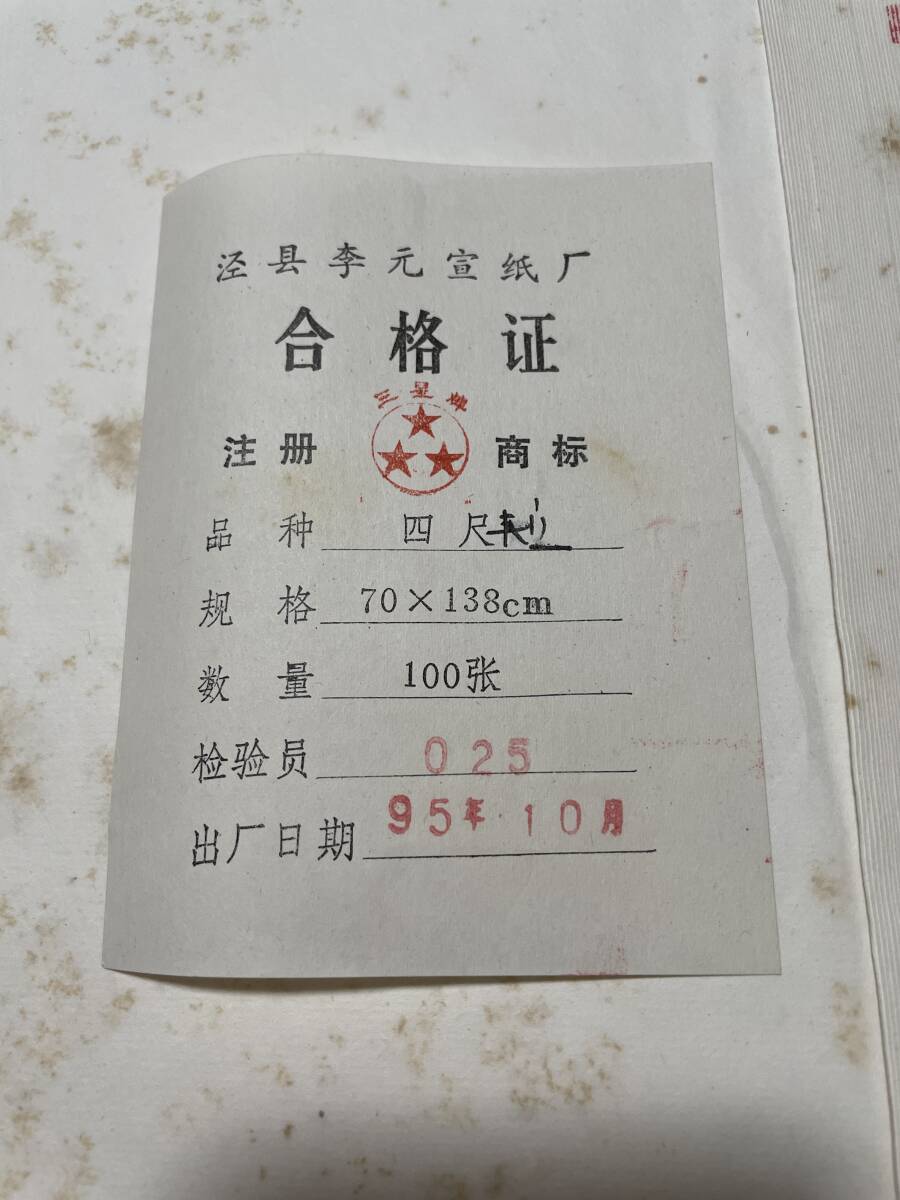 泾县李元宣纸厂
合格证
三星牌
注册 商标
品种 四尺
规格 70×138cm
数量 100张
检验员 025
出厂日期 95年·10月